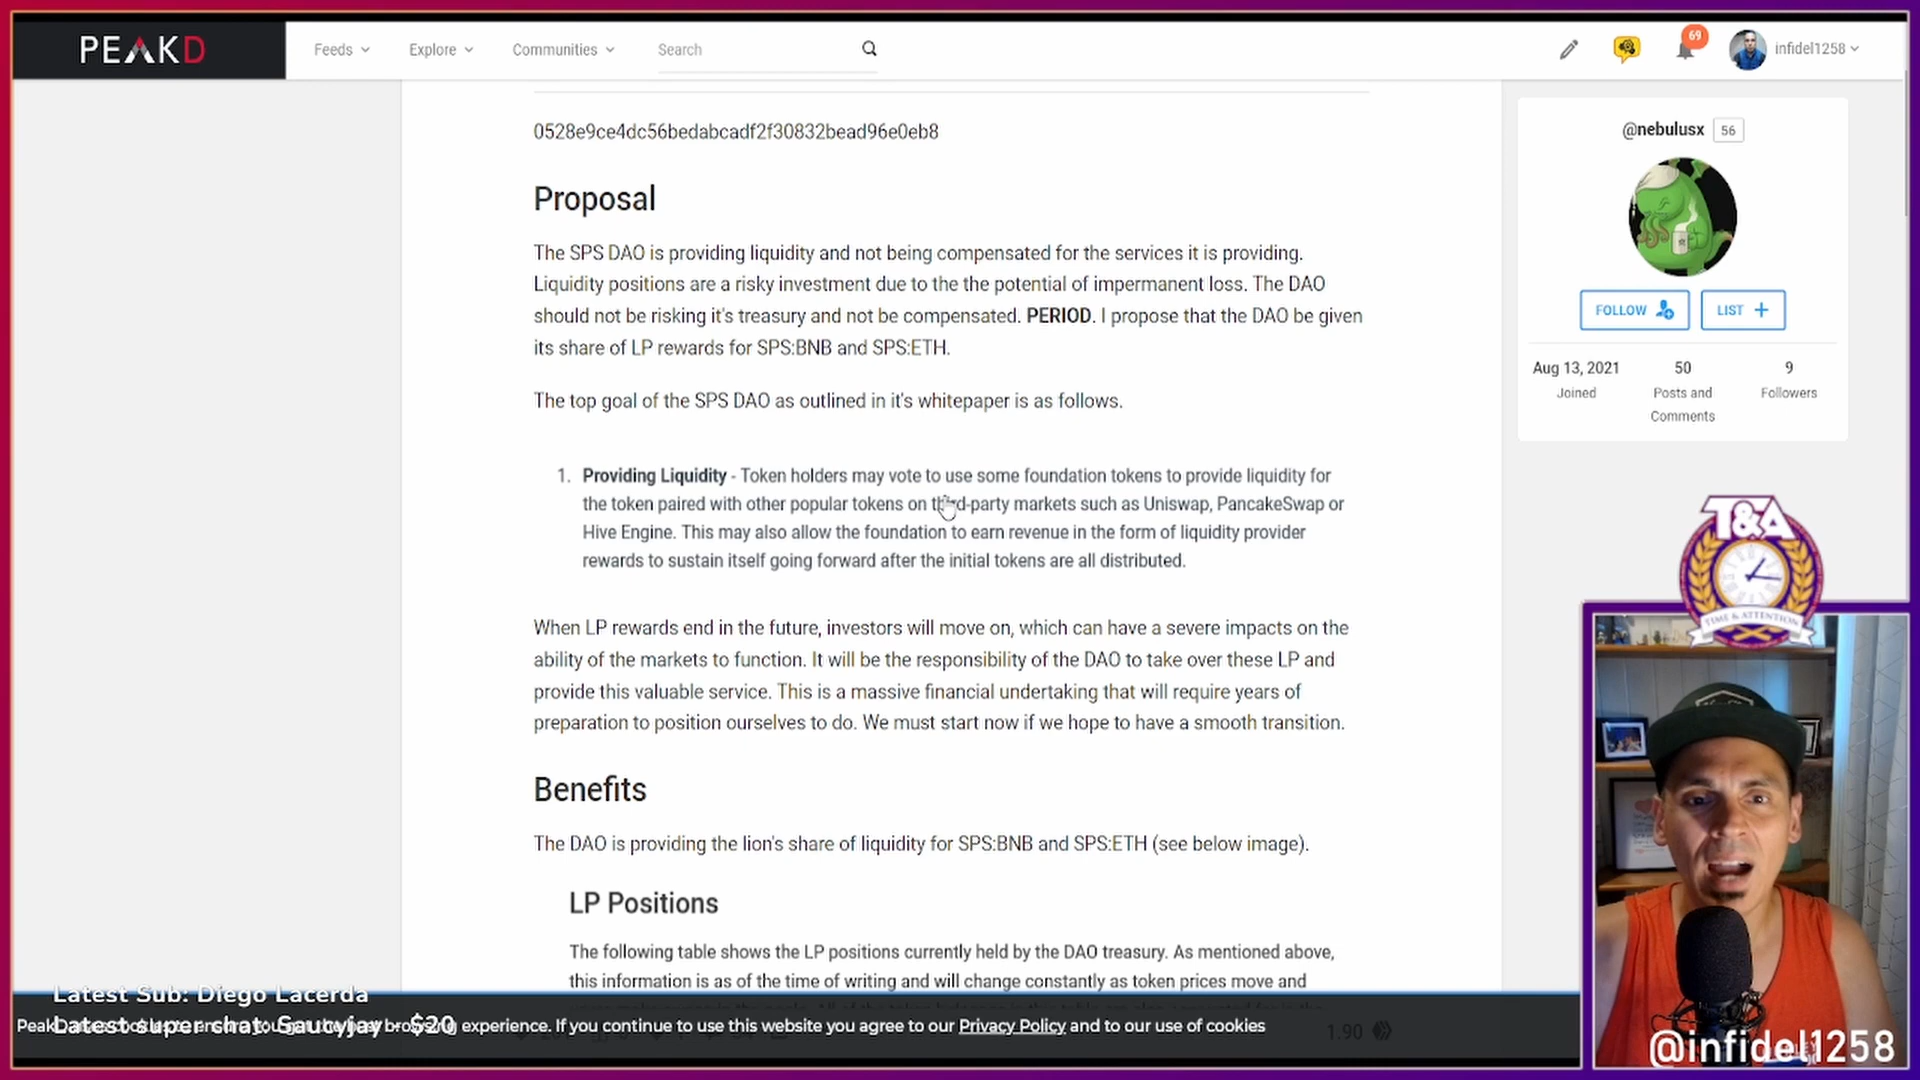 PEAKD
Feeds
Explore
Communities
Search
69
infidel1258
0528e9ce4dc56bedabcadf2f30832bead96e0eb8
Proposal
The SPS DAO is providing liquidity and not being compensated for the services it is providing.
Liquidity positions are a risky investment due to the the potential of impermanent loss. The DAO
should not be risking it's treasury and not be compensated. PERIOD. I propose that the DAO be given
its share of LP rewards for SPS:BNB and SPS:ETH.
The top goal of the SPS DAO as outlined in it's whitepaper is as follows.
1. Providing Liquidity - Token holders may vote to use some foundation tokens to provide liquidity for
the token paired with other popular tokens on third-party markets such as Uniswap, PancakeSwap or
Hive Engine. This may also allow the foundation to earn revenue in the form of liquidity provider
rewards to sustain itself going forward after the initial tokens are all distributed.
When LP rewards end in the future, investors will move on, which can have a severe impacts on the
ability of the markets to function. It will be the responsibility of the DAO to take over these LP and
provide this valuable service. This is a massive financial undertaking that will require years of
preparation to position ourselves to do. We must start now if we hope to have a smooth transition.
Benefits
The DAO is providing the lion's share of liquidity for SPS:BNB and SPS:ETH (see below image).
LP Positions
The following table shows the LP positions currently held by the DAO treasury. As mentioned above,
this information is as of the time of writing and will change constantly as token prices move and
@nebulusx 56
FOLLOW
LIST +
Aug 13, 2021
Joined
50
Posts and
Comments
9
Followers
T&A
TIME & ATTENTION
Latest Sub: Diego Lacerda
Latest super chat: Saucyjay - $20
browsing experience. If you continue to use this website you agree to our Privacy Policy and to our use of cookies
1.90
@infidel1258